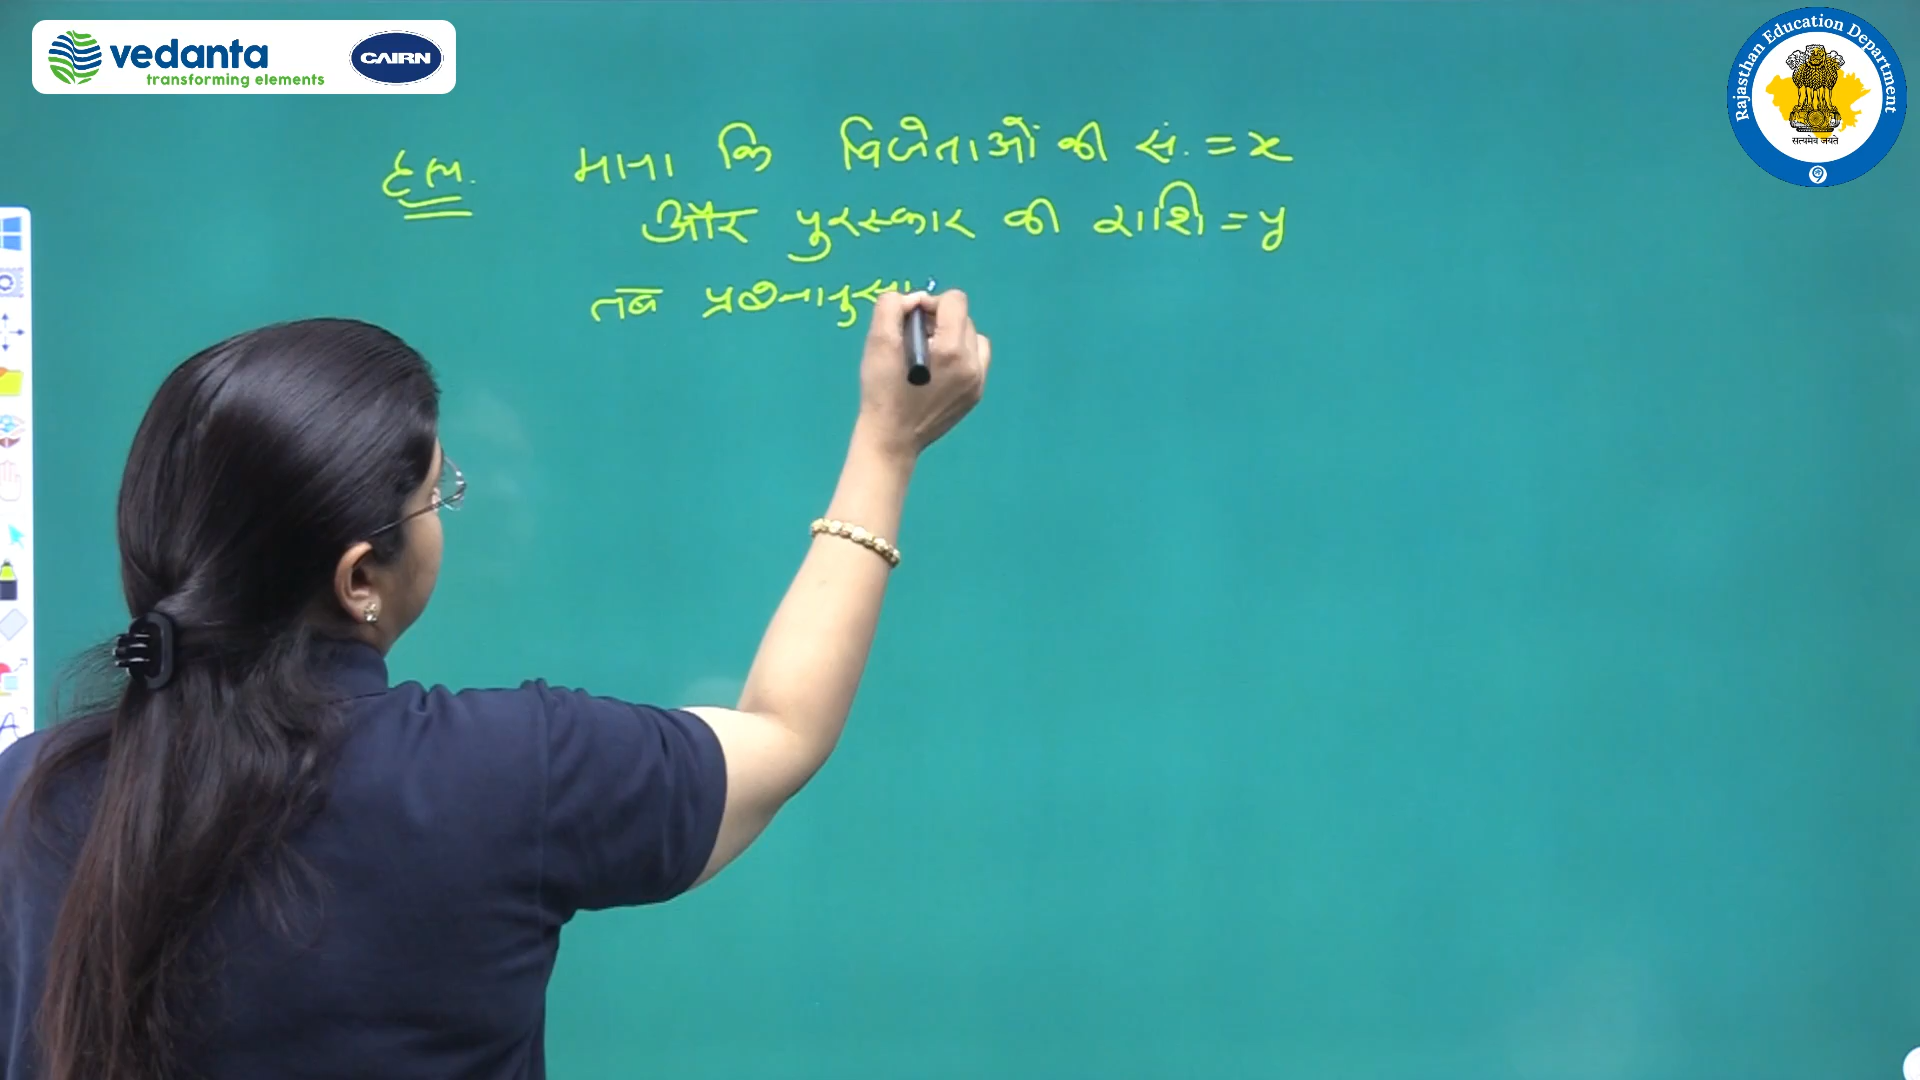 vedanta
transforming elements
CAIRN
Rajasthan Education Department
सत्यमेव जयते
हल. माना कि विजेताओं की सं. = x
और पुरस्कार की राशि = y
तब प्रश्नानुसार